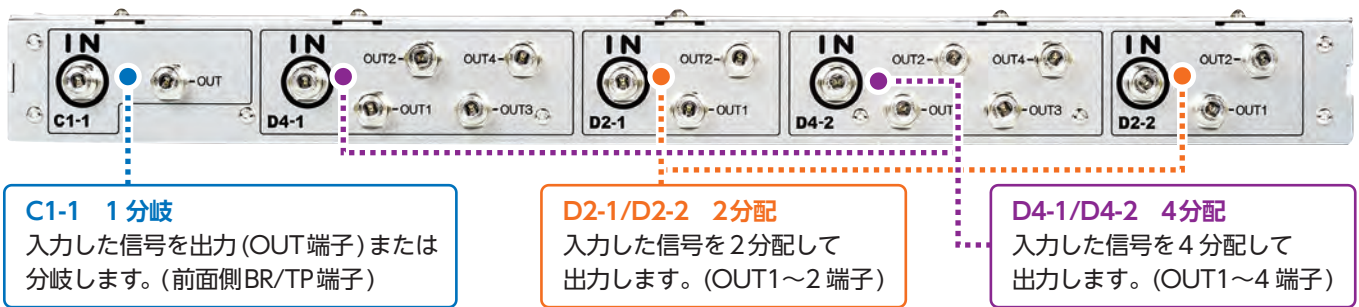 IN
OUT
C1-1
IN
OUT2
OUT4
OUT1
OUT3
D4-1
IN
OUT2
OUT1
D2-1
IN
OUT2
OUT4
OUT
OUT3
D4-2
IN
OUT2
OUT1
D2-2
C1-1 1分岐
入力した信号を出力(OUT端子)または
分岐します。(前面側BR/TP端子)
D2-1/D2-2 2分配
入力した信号を2分配して
出力します。(OUT1〜2端子)
D4-1/D4-2 4分配
入力した信号を4分配して
出力します。(OUT1〜4端子)